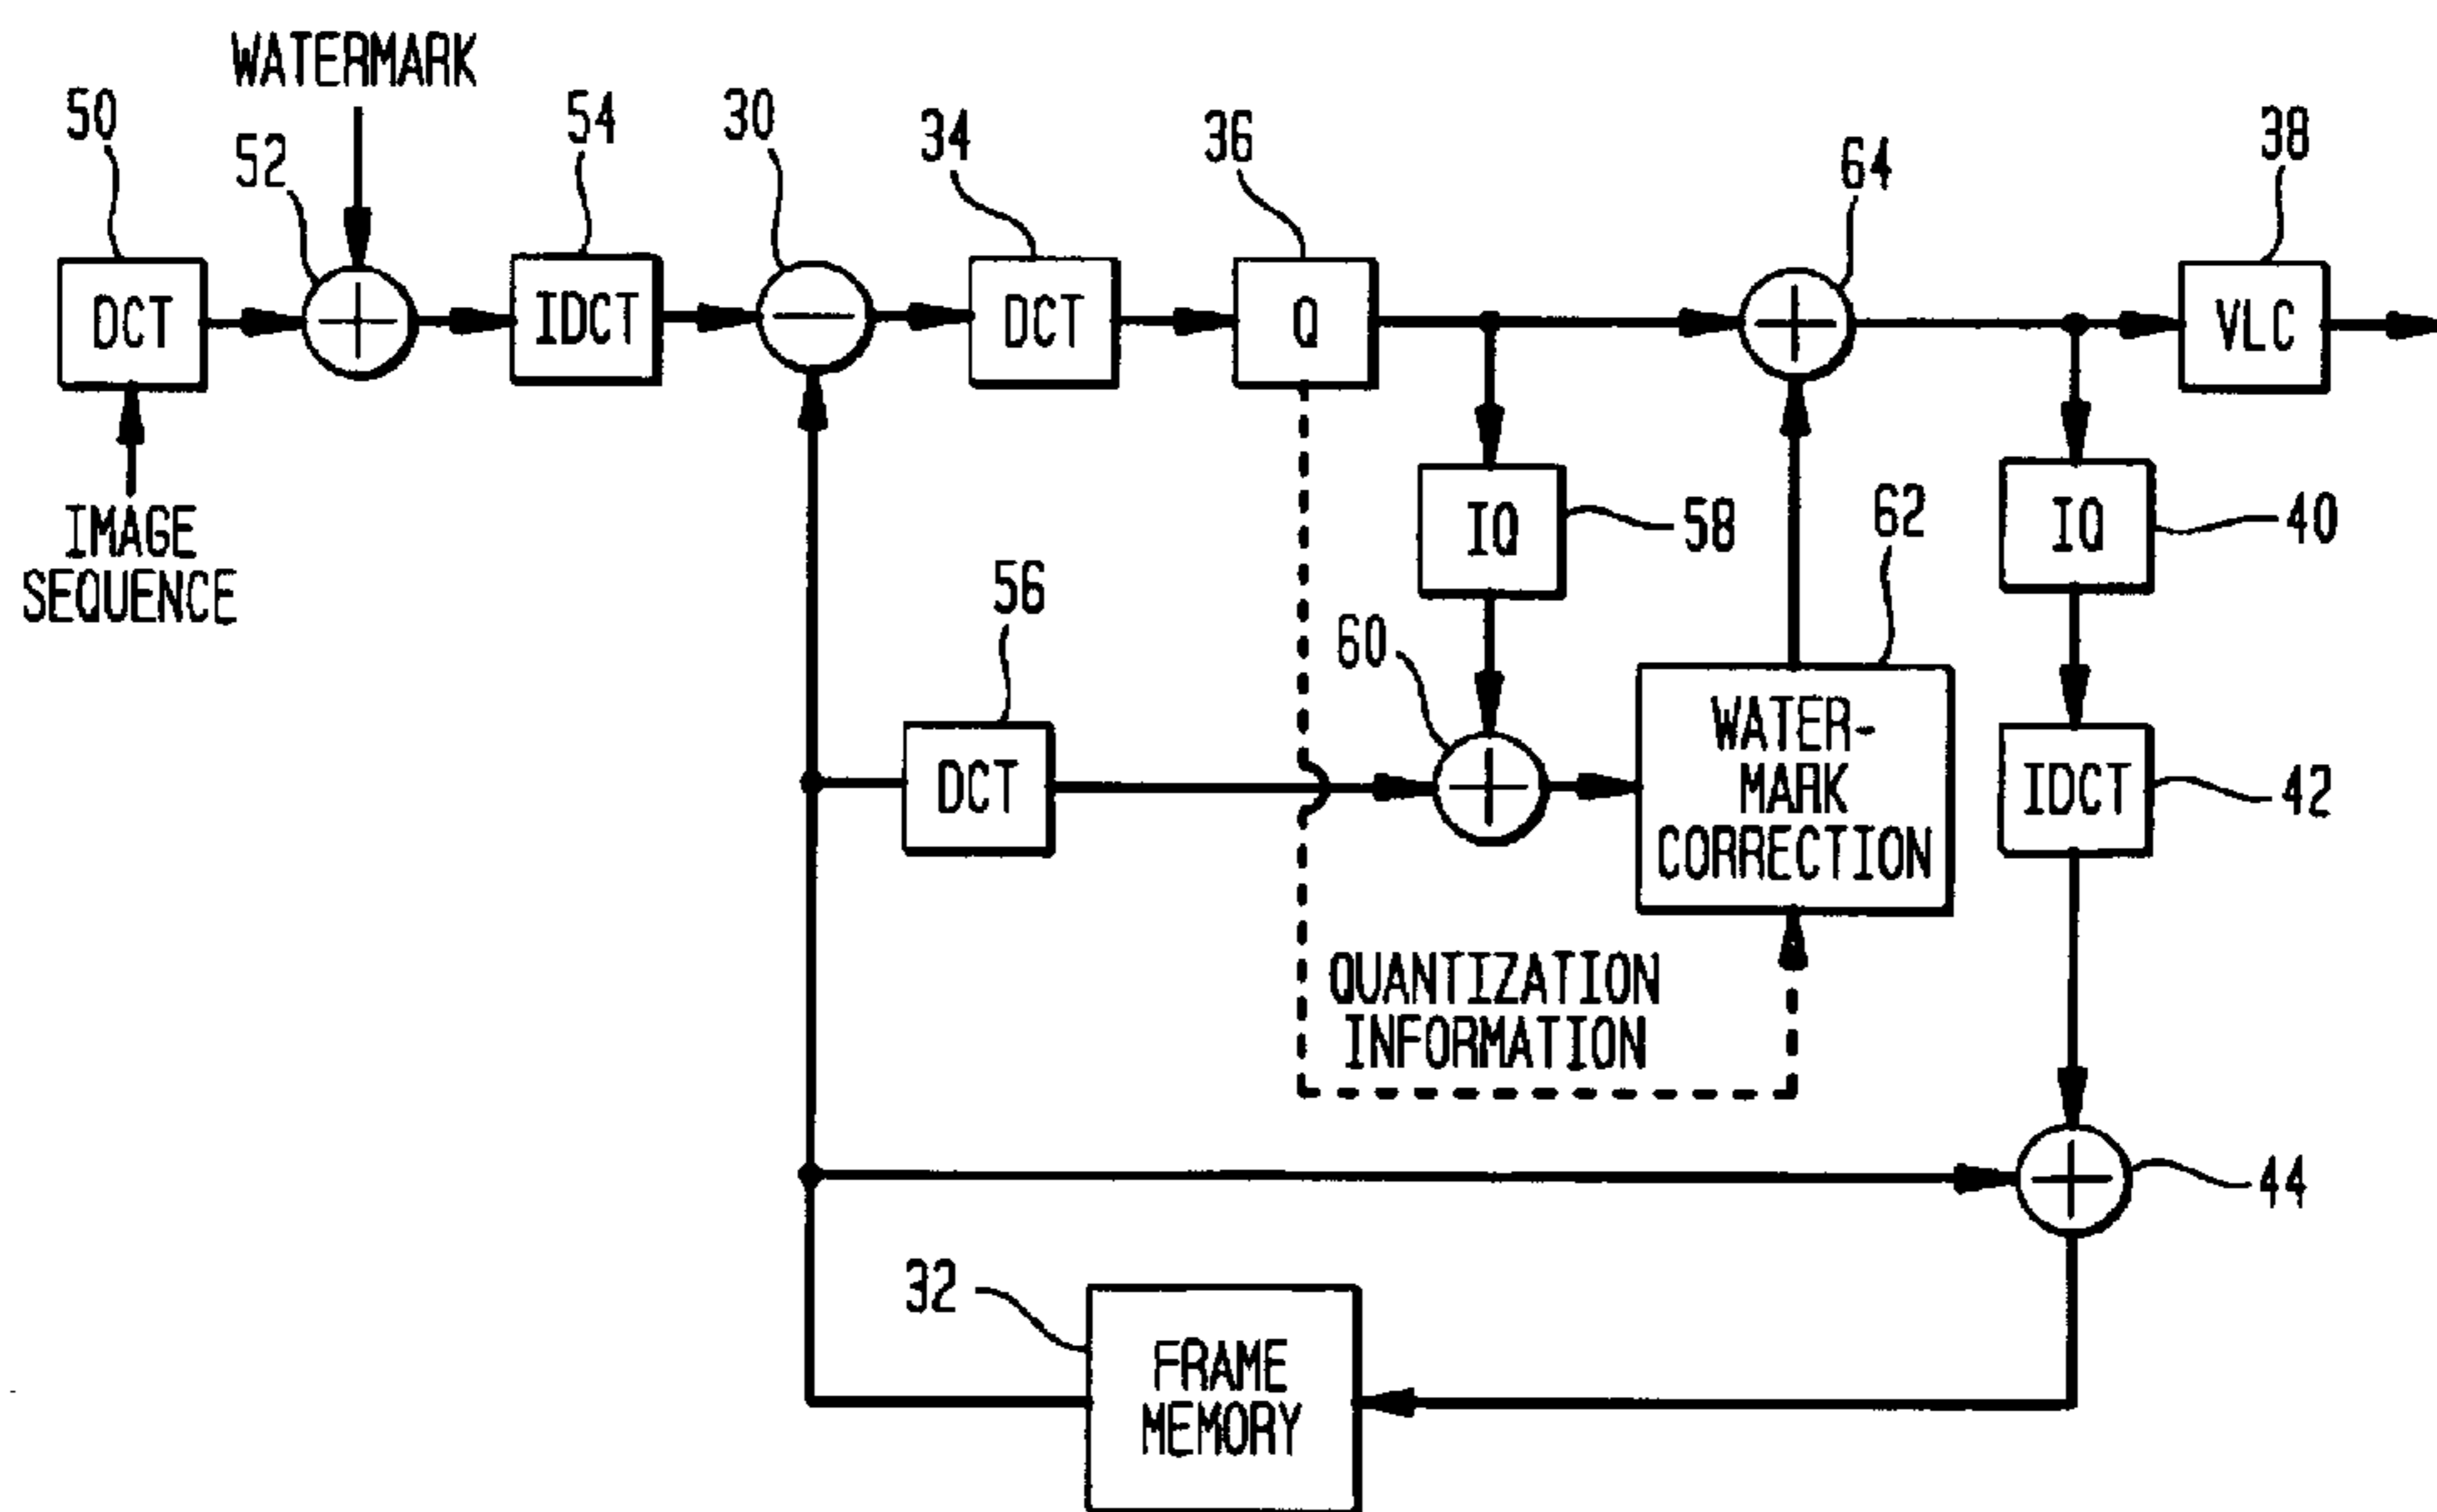 WATERMARK
50
52
54
30
34
36
64
38
DCT
IDCT
DCT
Q
VLC
IMAGE
SEQUENCE
IQ
58
62
IQ
40
56
60
DCT
WATER-
MARK
CORRECTION
IDCT
42
QUANTIZATION
INFORMATION
44
32
FRAME
MEMORY